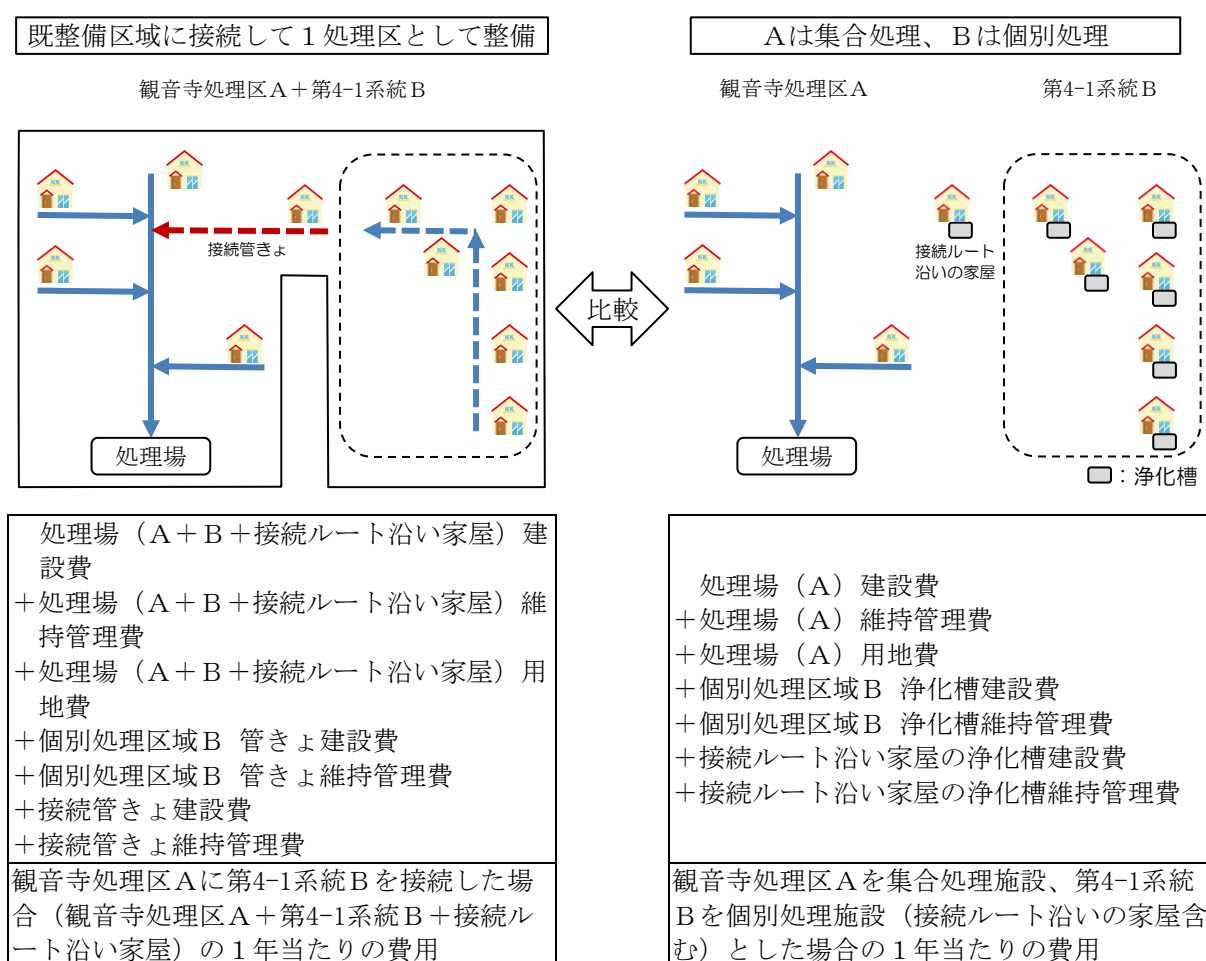 既整備区域に接続して１処理区として整備
Ａは集合処理、Ｂは個別処理
観音寺処理区Ａ＋第4-1系統Ｂ
観音寺処理区Ａ
第4-1系統Ｂ
接続管きょ
処理場
比較
接続ルート
沿いの家屋
処理場
：浄化槽
処理場（Ａ＋Ｂ＋接続ルート沿い家屋）建
設費
＋処理場（Ａ＋Ｂ＋接続ルート沿い家屋）維
持管理費
＋処理場（Ａ＋Ｂ＋接続ルート沿い家屋）用
地費
＋個別処理区域Ｂ 管きょ建設費
＋個別処理区域Ｂ 管きょ維持管理費
＋接続管きょ建設費
＋接続管きょ維持管理費
観音寺処理区Ａに第4-1系統Ｂを接続した場
合（観音寺処理区Ａ＋第4-1系統Ｂ＋接続ル
ート沿い家屋）の１年当たりの費用
処理場（Ａ）建設費
＋処理場（Ａ）維持管理費
＋処理場（Ａ）用地費
＋個別処理区域Ｂ 浄化槽建設費
＋個別処理区域Ｂ 浄化槽維持管理費
＋接続ルート沿い家屋の浄化槽建設費
＋接続ルート沿い家屋の浄化槽維持管理費
観音寺処理区Ａを集合処理施設、第4-1系統
Ｂを個別処理施設（接続ルート沿いの家屋含
む）とした場合の１年当たりの費用